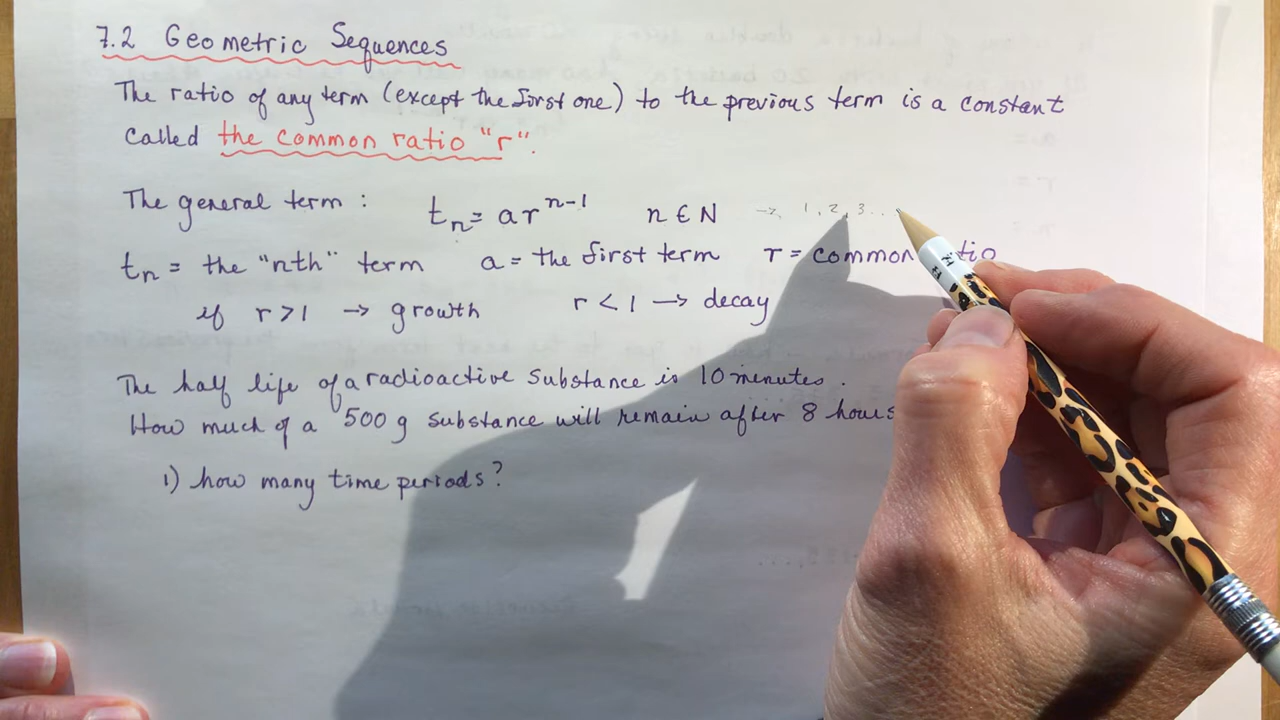 7.2 Geometric Sequences
The ratio of any term (except the first one) to the previous term is a constant
called the common ratio "r".
The general term : tₙ = arⁿ⁻¹ n ∈ N → 1, 2, 3...
tₙ = the "nth" term a = the first term r = common
if r > 1 → growth r < 1 → decay
The half life of a radioactive substance is 10 minutes.
How much of a 500 g substance will remain after 8 hours
1) how many time periods?